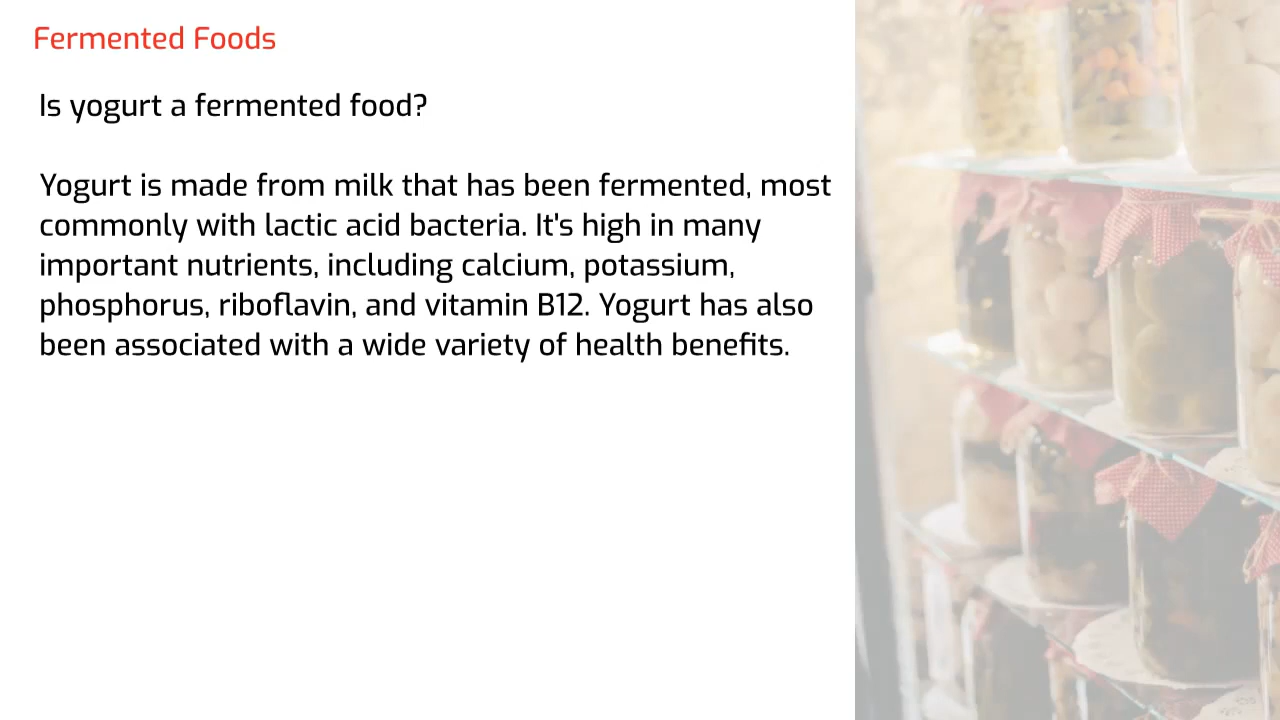 Fermented Foods
Is yogurt a fermented food?
Yogurt is made from milk that has been fermented, most
commonly with lactic acid bacteria. It's high in many
important nutrients, including calcium, potassium,
phosphorus, riboflavin, and vitamin B12. Yogurt has also
been associated with a wide variety of health benefits.